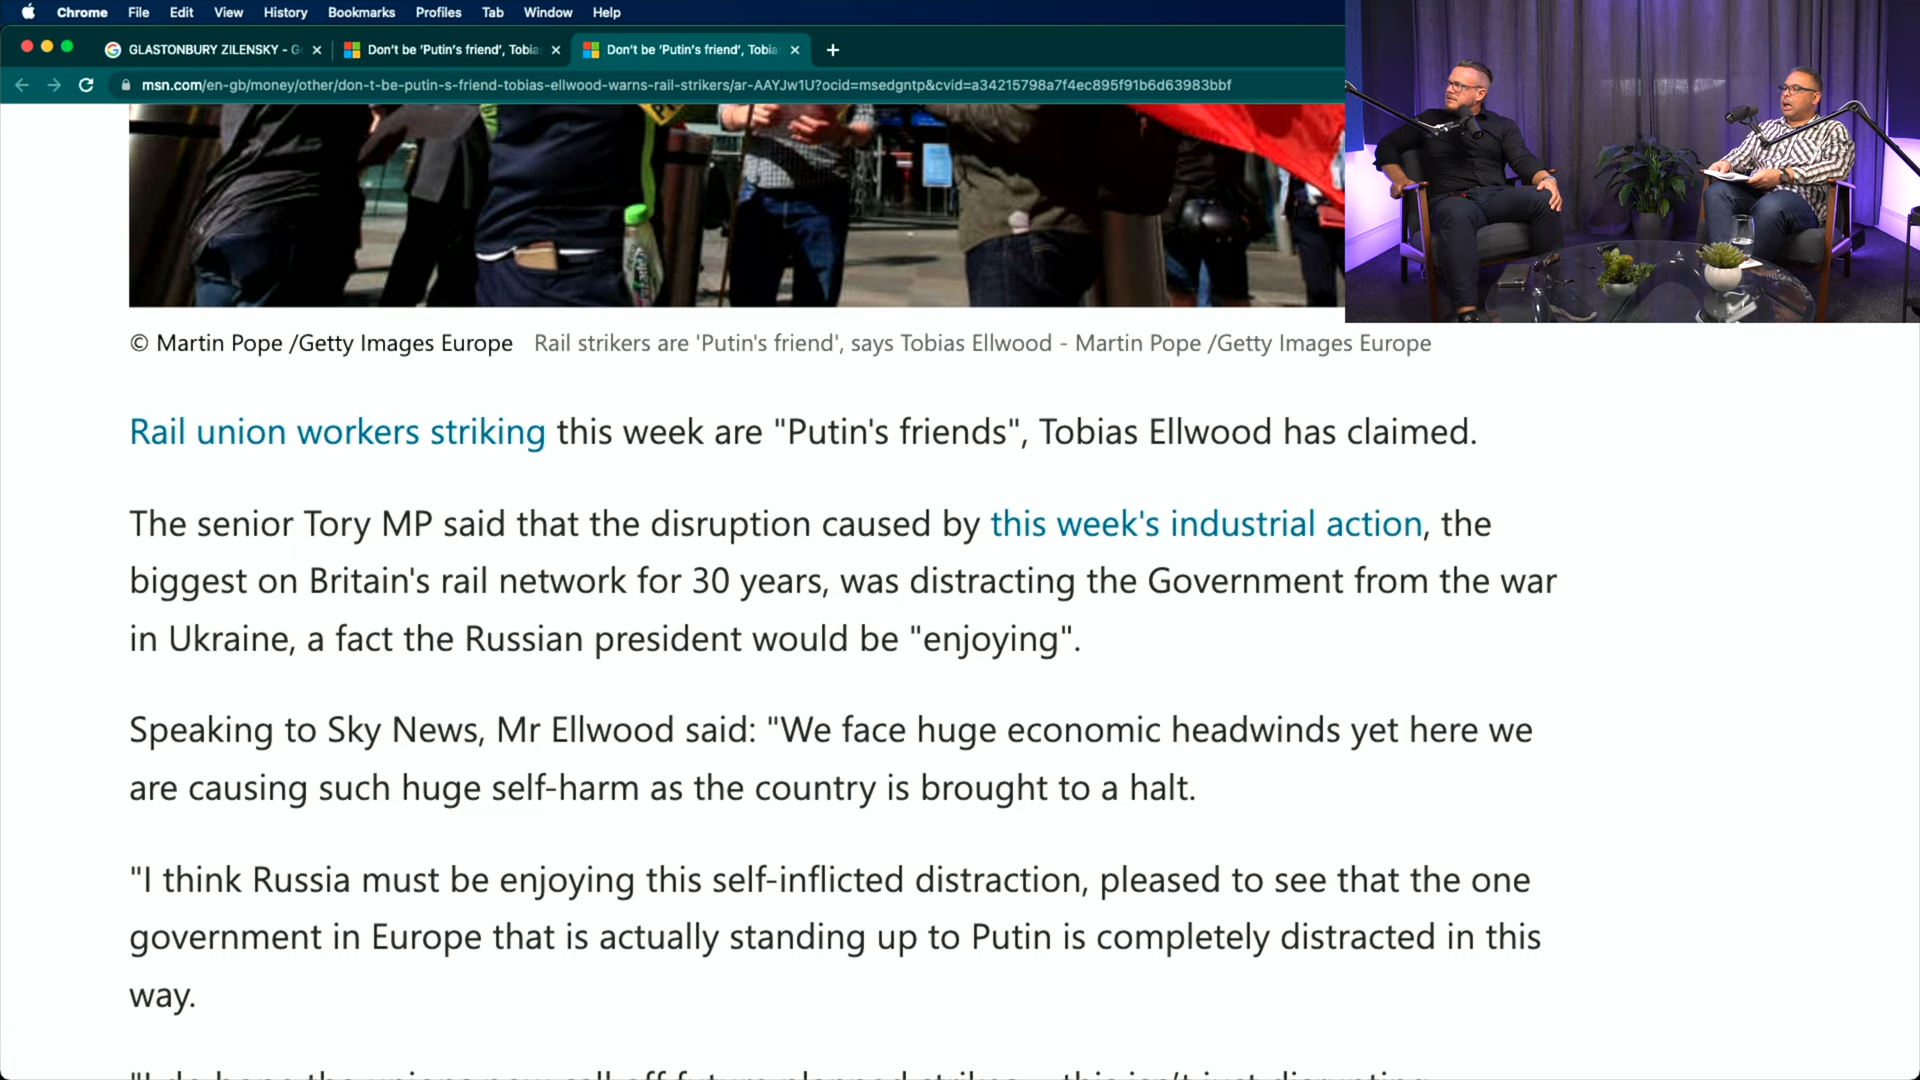 Chrome File Edit View History Bookmarks Profiles Tab Window Help
GLASTONBURY ZILENSKY - G Don't be 'Putin's friend', Tobia Don't be 'Putin's friend', Tobia
msn.com/en-gb/money/other/don-t-be-putin-s-friend-tobias-ellwood-warns-rail-strikers/ar-AAYJw1U?ocid=msedgntp&cvid=a34215798a7f4ec895f91b6d63983bbf
© Martin Pope /Getty Images Europe Rail strikers are 'Putin's friend', says Tobias Ellwood - Martin Pope /Getty Images Europe
Rail union workers striking this week are "Putin's friends", Tobias Ellwood has claimed.
The senior Tory MP said that the disruption caused by this week's industrial action, the
biggest on Britain's rail network for 30 years, was distracting the Government from the war
in Ukraine, a fact the Russian president would be "enjoying".
Speaking to Sky News, Mr Ellwood said: "We face huge economic headwinds yet here we
are causing such huge self-harm as the country is brought to a halt.
"I think Russia must be enjoying this self-inflicted distraction, pleased to see that the one
government in Europe that is actually standing up to Putin is completely distracted in this
way.